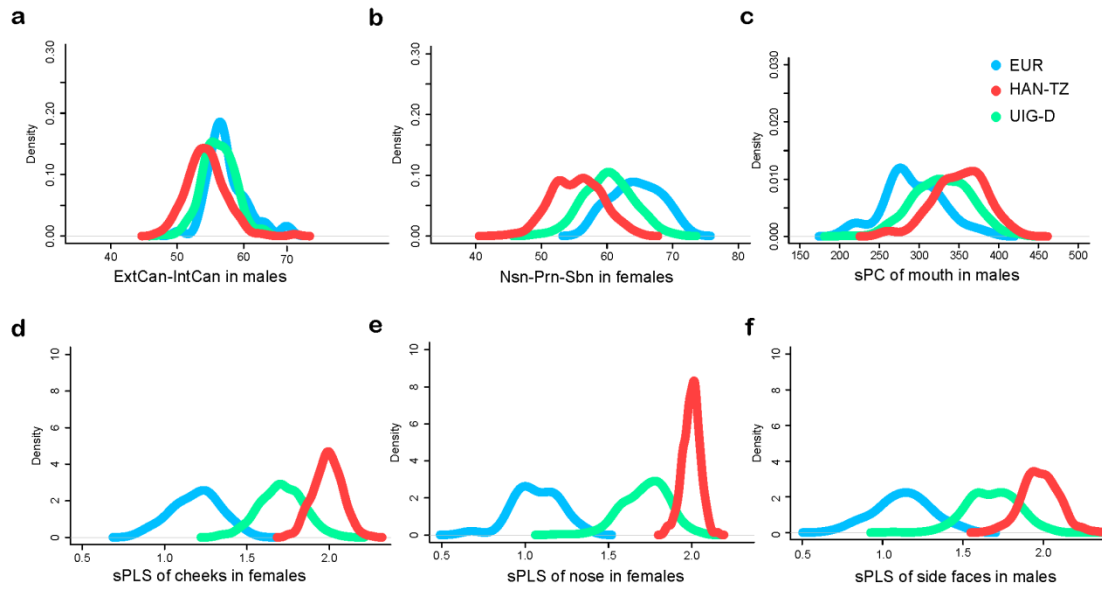 a
0.00 0.10 0.20 0.30
Density
40 50 60 70
ExtCan-IntCan in males
b
0.00 0.10 0.20 0.30
Density
40 50 60 70 80
Nsn-Prn-Sbn in females
c
0.000 0.010 0.020 0.030
Density
150 200 250 300 350 400 450 500
sPC of mouth in males
EUR
HAN-TZ
UIG-D
d
0 2 4 6 8 10
Density
0.5 1.0 1.5 2.0
sPLS of cheeks in females
e
0 2 4 6 8 10
Density
0.5 1.0 1.5 2.0
sPLS of nose in females
f
0 2 4 6 8 10
Density
0.5 1.0 1.5 2.0
sPLS of side faces in males